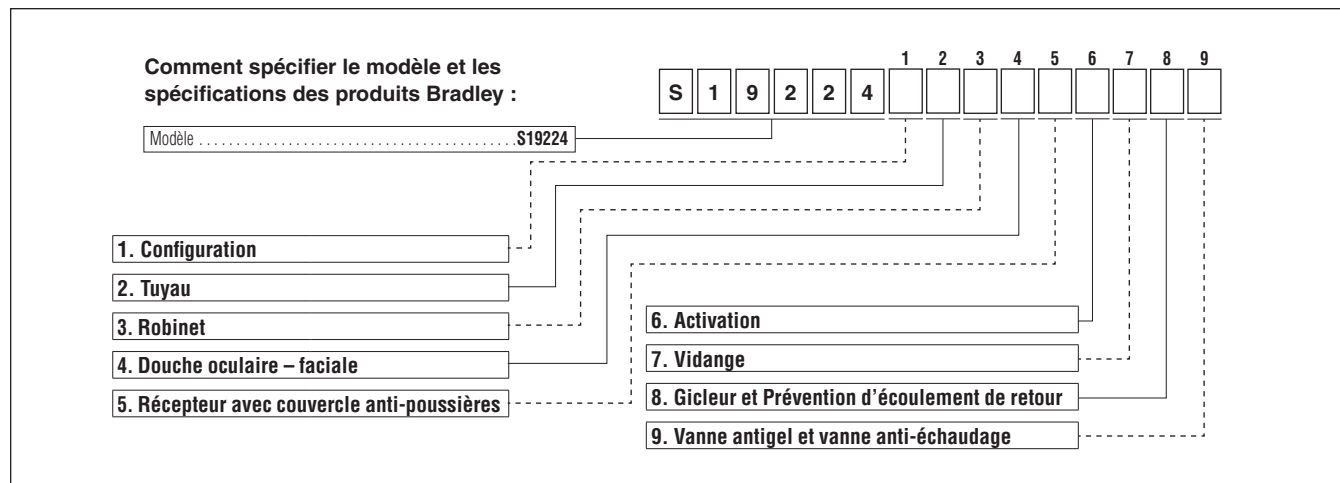 Comment spécifier le modèle et les
spécifications des produits Bradley :
1 2 3 4 5 6 7 8 9
S 1 9 2 2 4
Modèle . . . . . . . . . . . . . . . . . . . . . . . . . . . . . . . . . . . . . . . . . . .S19224
1. Configuration
2. Tuyau
3. Robinet
4. Douche oculaire – faciale
5. Récepteur avec couvercle anti-poussières
6. Activation
7. Vidange
8. Gicleur et Prévention d’écoulement de retour
9. Vanne antigel et vanne anti-échaudage